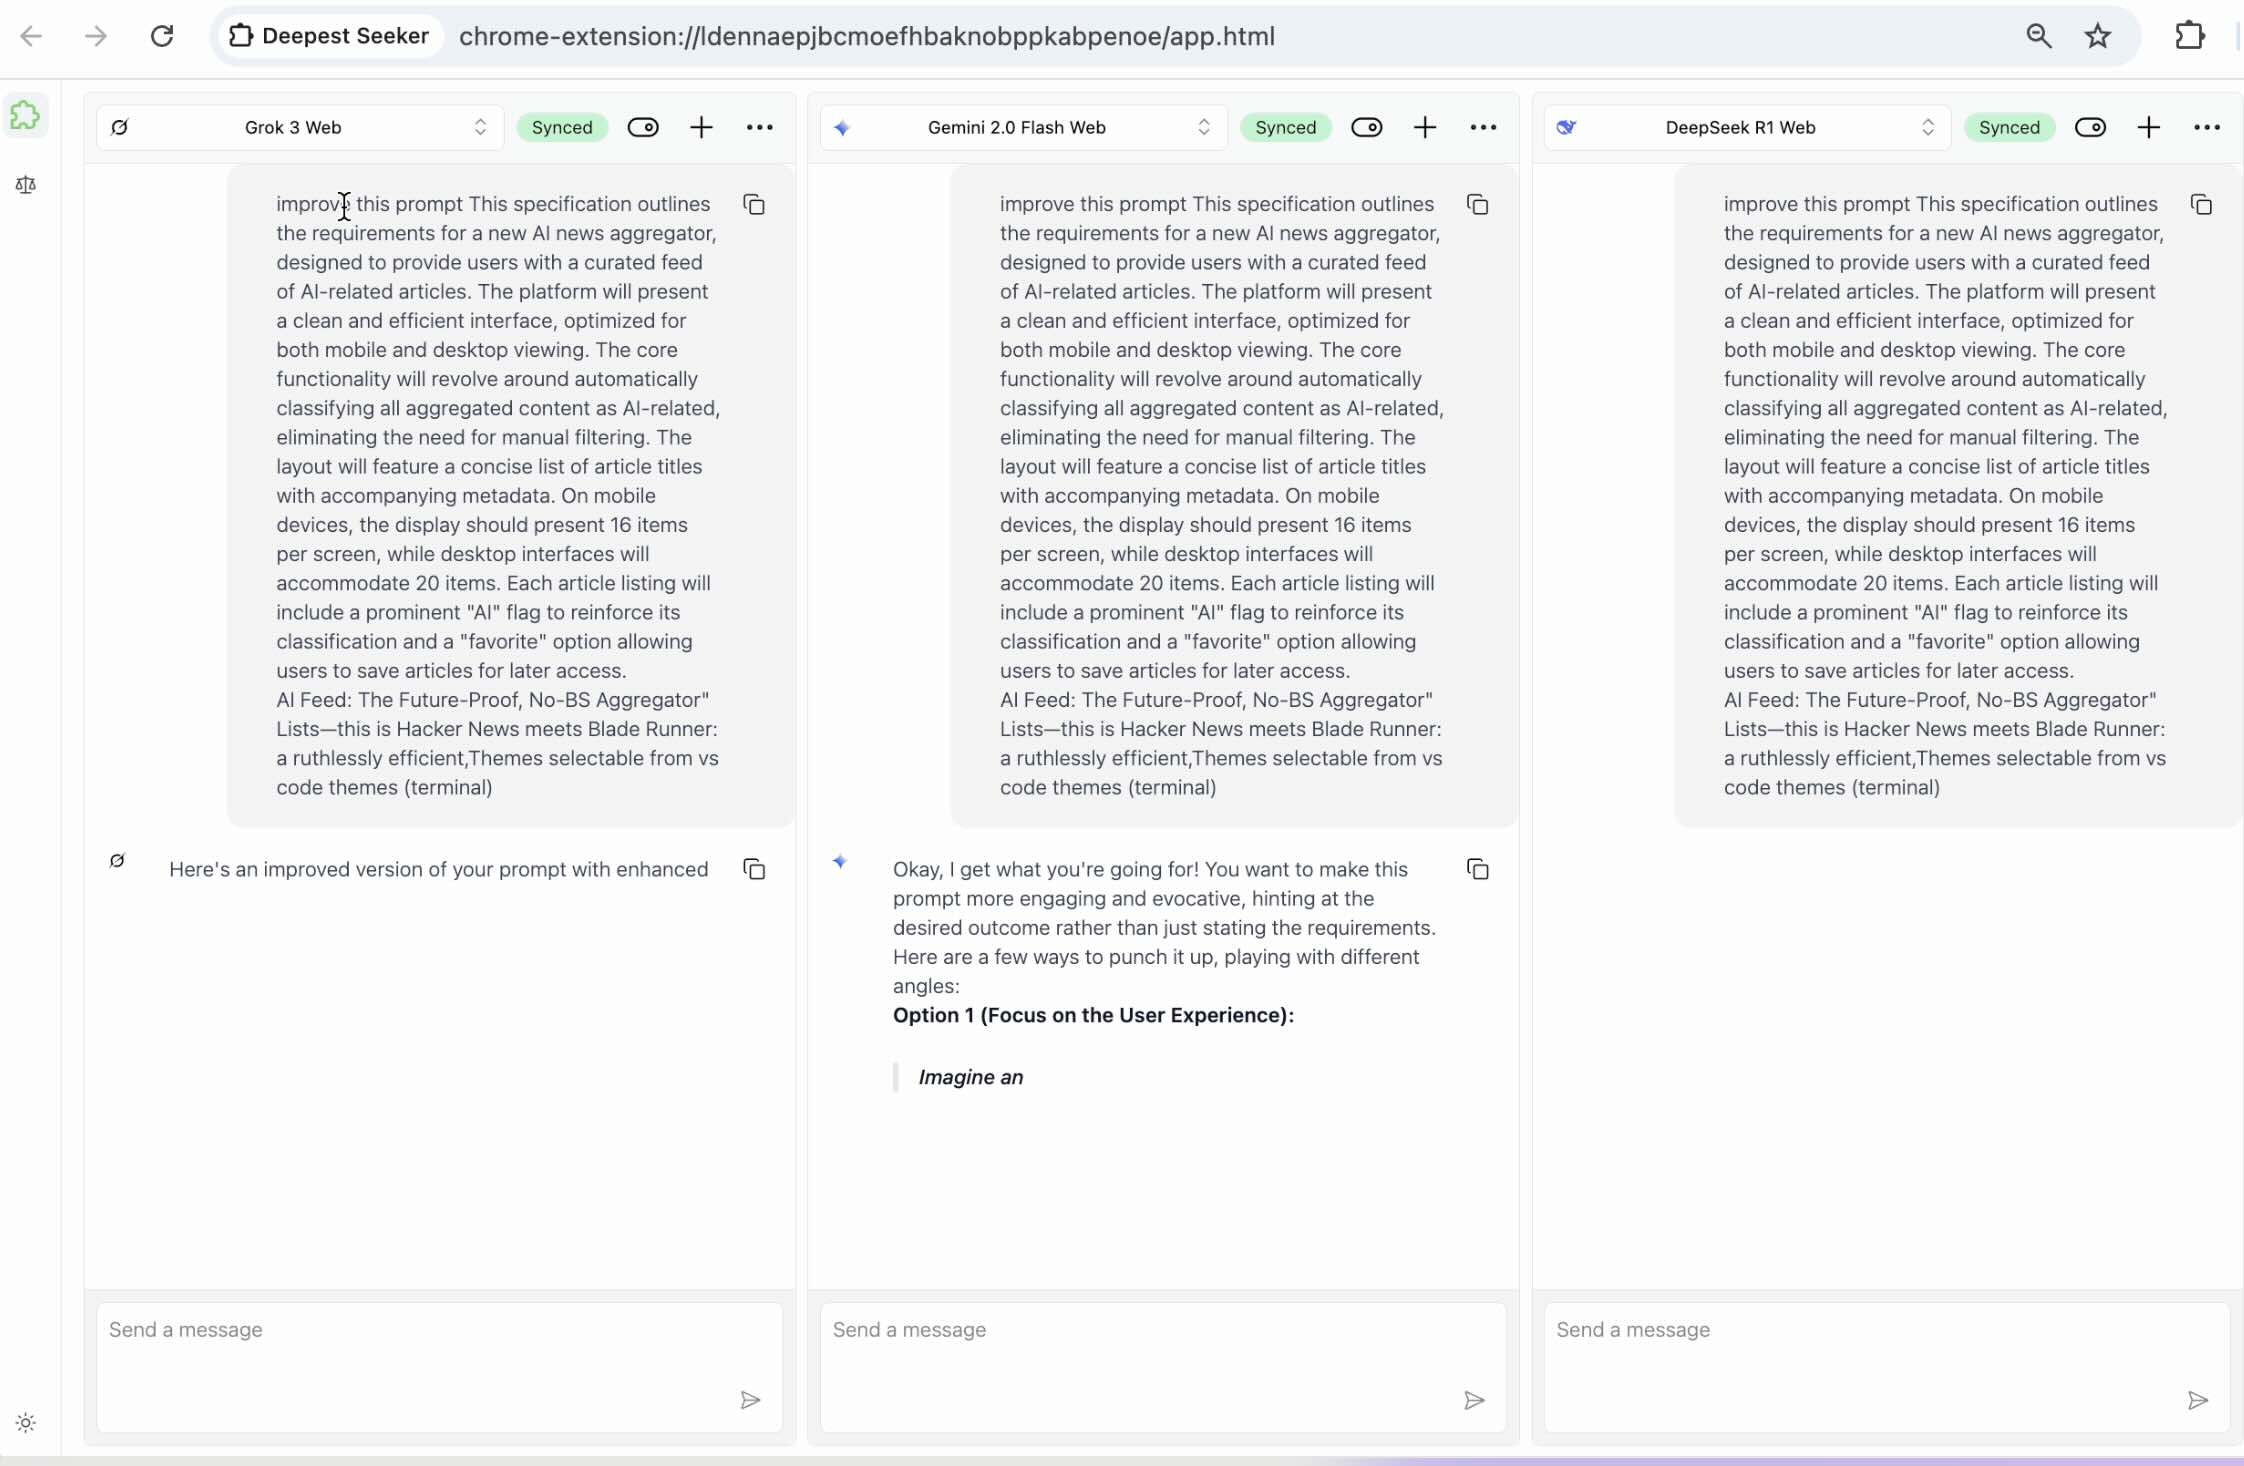 Deepest Seeker
chrome-extension://ldennaepjbcmoefhbaknobppkabpenoe/app.html
Grok 3 Web
Synced
improve this prompt This specification outlines
the requirements for a new AI news aggregator,
designed to provide users with a curated feed
of AI-related articles. The platform will present
a clean and efficient interface, optimized for
both mobile and desktop viewing. The core
functionality will revolve around automatically
classifying all aggregated content as AI-related,
eliminating the need for manual filtering. The
layout will feature a concise list of article titles
with accompanying metadata. On mobile
devices, the display should present 16 items
per screen, while desktop interfaces will
accommodate 20 items. Each article listing will
include a prominent "AI" flag to reinforce its
classification and a "favorite" option allowing
users to save articles for later access.
AI Feed: The Future-Proof, No-BS Aggregator"
Lists—this is Hacker News meets Blade Runner:
a ruthlessly efficient,Themes selectable from vs
code themes (terminal)
Here's an improved version of your prompt with enhanced
Send a message
Gemini 2.0 Flash Web
Synced
improve this prompt This specification outlines
the requirements for a new AI news aggregator,
designed to provide users with a curated feed
of AI-related articles. The platform will present
a clean and efficient interface, optimized for
both mobile and desktop viewing. The core
functionality will revolve around automatically
classifying all aggregated content as AI-related,
eliminating the need for manual filtering. The
layout will feature a concise list of article titles
with accompanying metadata. On mobile
devices, the display should present 16 items
per screen, while desktop interfaces will
accommodate 20 items. Each article listing will
include a prominent "AI" flag to reinforce its
classification and a "favorite" option allowing
users to save articles for later access.
AI Feed: The Future-Proof, No-BS Aggregator"
Lists—this is Hacker News meets Blade Runner:
a ruthlessly efficient,Themes selectable from vs
code themes (terminal)
Okay, I get what you're going for! You want to make this
prompt more engaging and evocative, hinting at the
desired outcome rather than just stating the requirements.
Here are a few ways to punch it up, playing with different
angles:
Option 1 (Focus on the User Experience):
Imagine an
Send a message
DeepSeek R1 Web
Synced
improve this prompt This specification outlines
the requirements for a new AI news aggregator,
designed to provide users with a curated feed
of AI-related articles. The platform will present
a clean and efficient interface, optimized for
both mobile and desktop viewing. The core
functionality will revolve around automatically
classifying all aggregated content as AI-related,
eliminating the need for manual filtering. The
layout will feature a concise list of article titles
with accompanying metadata. On mobile
devices, the display should present 16 items
per screen, while desktop interfaces will
accommodate 20 items. Each article listing will
include a prominent "AI" flag to reinforce its
classification and a "favorite" option allowing
users to save articles for later access.
AI Feed: The Future-Proof, No-BS Aggregator"
Lists—this is Hacker News meets Blade Runner:
a ruthlessly efficient,Themes selectable from vs
code themes (terminal)
Send a message